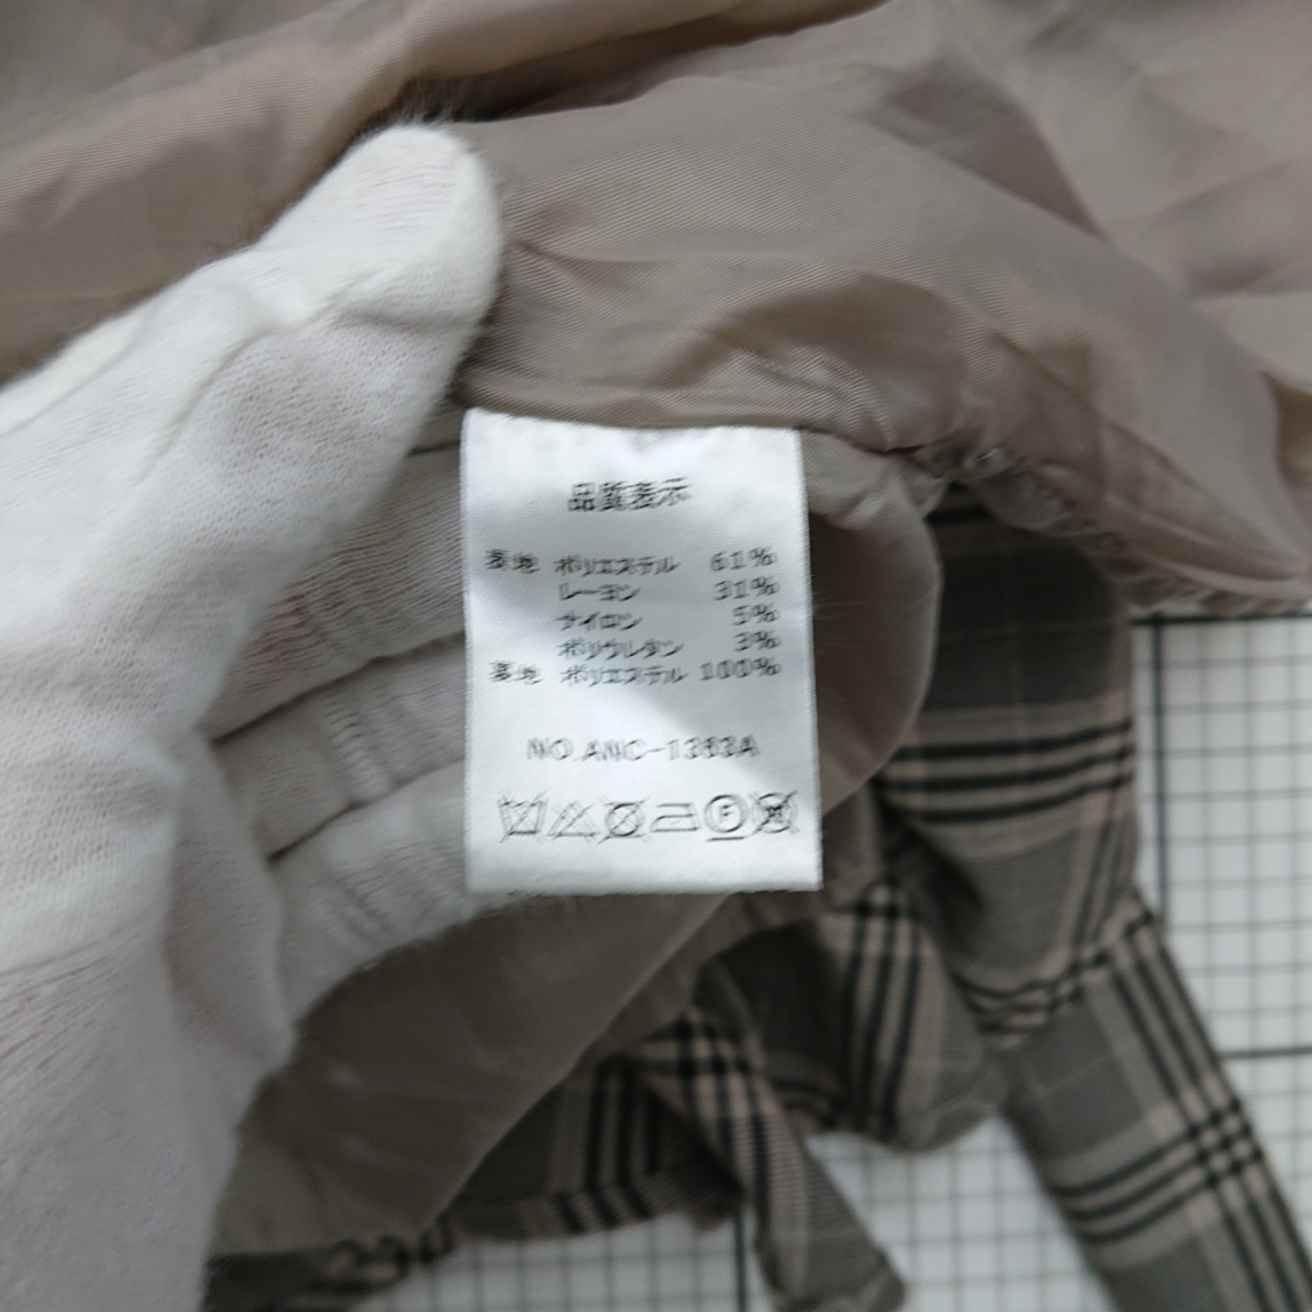 品質表示
表地 ポリエステル 61%
レーヨン 31%
ナイロン 5%
ポリウレタン 3%
裏地 ポリエステル 100%
NO.ANC-1363A
F